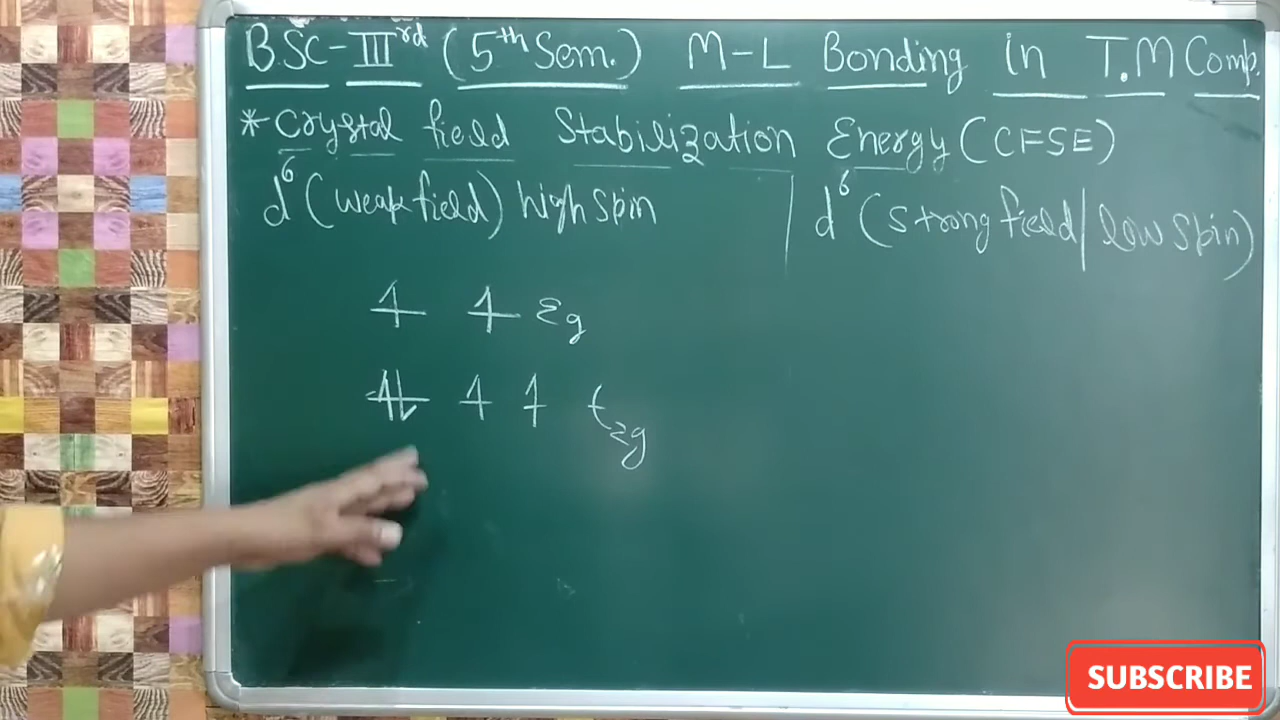 B.SC-IIIrd (5th Sem.) M-L Bonding in T.M Comp.
* Crystal field Stabilization Energy (CFSE)
d6 (weak field) high spin | d6 (strong field/low spin)
eg
t2g
SUBSCRIBE